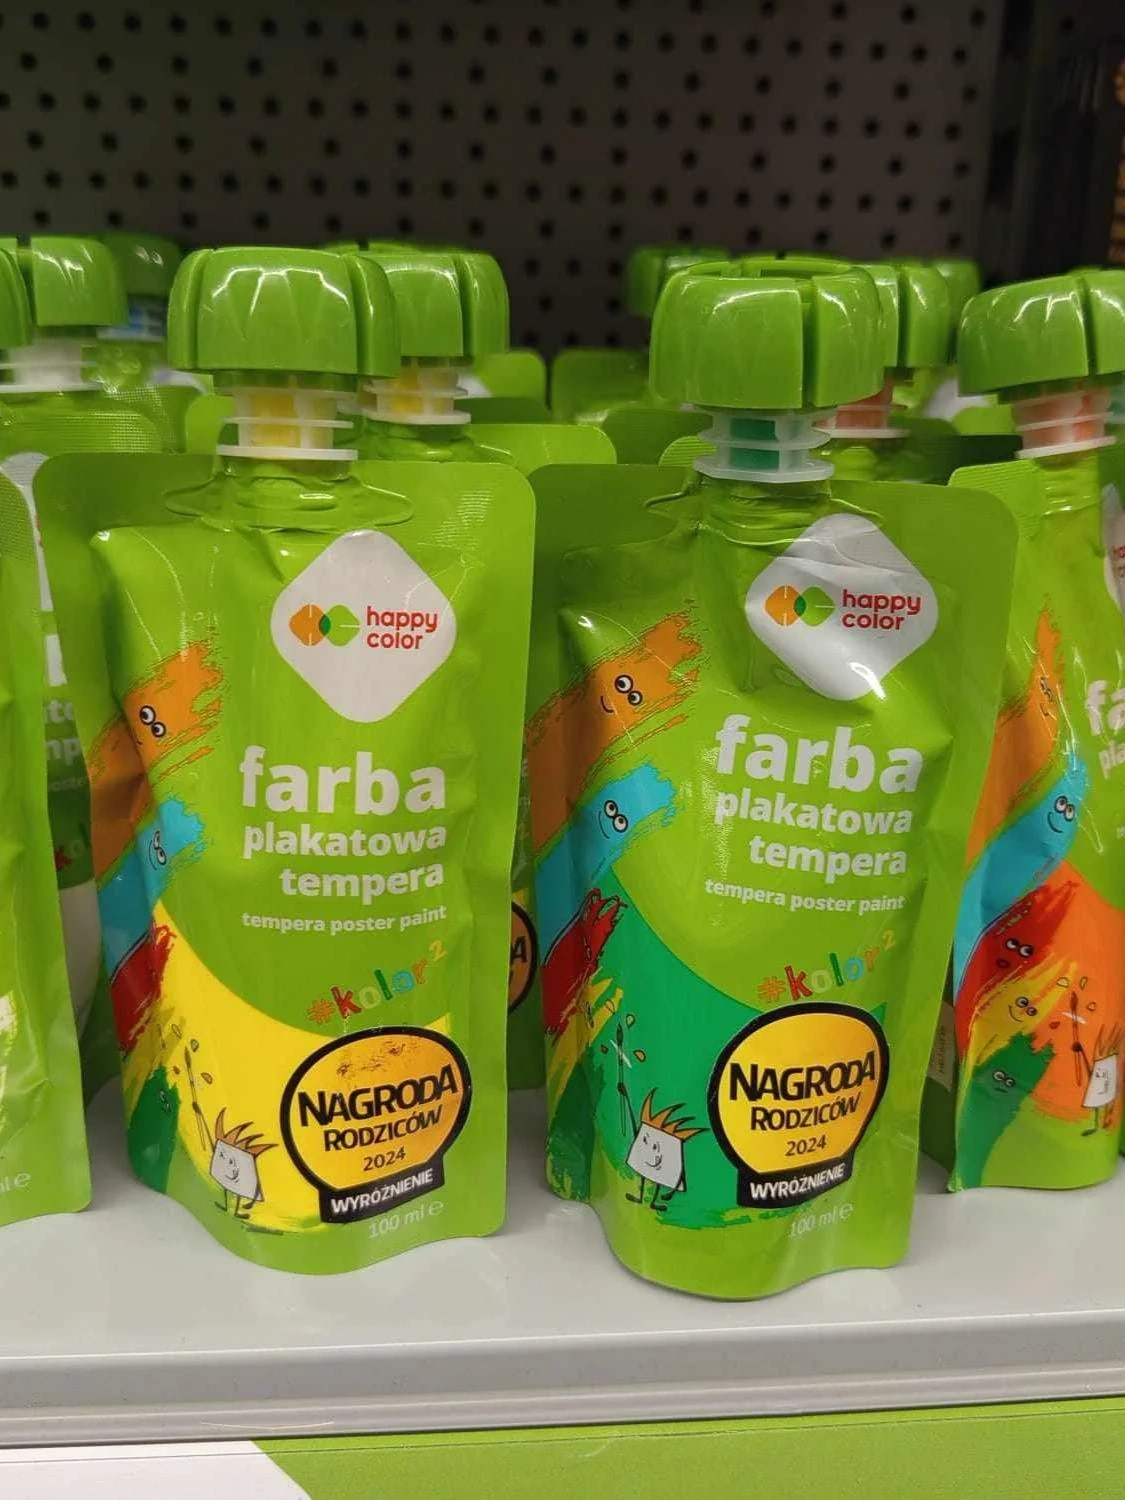 happy
color
farba
plakatowa
tempera
tempera poster paint
#kolor²
NAGRODA
RODZICÓW
2024
WYRÓŻNIENIE
100 ml e
happy
color
farba
plakatowa
tempera
tempera poster paint
#kolor²
NAGRODA
RODZICÓW
2024
WYRÓŻNIENIE
100 ml e